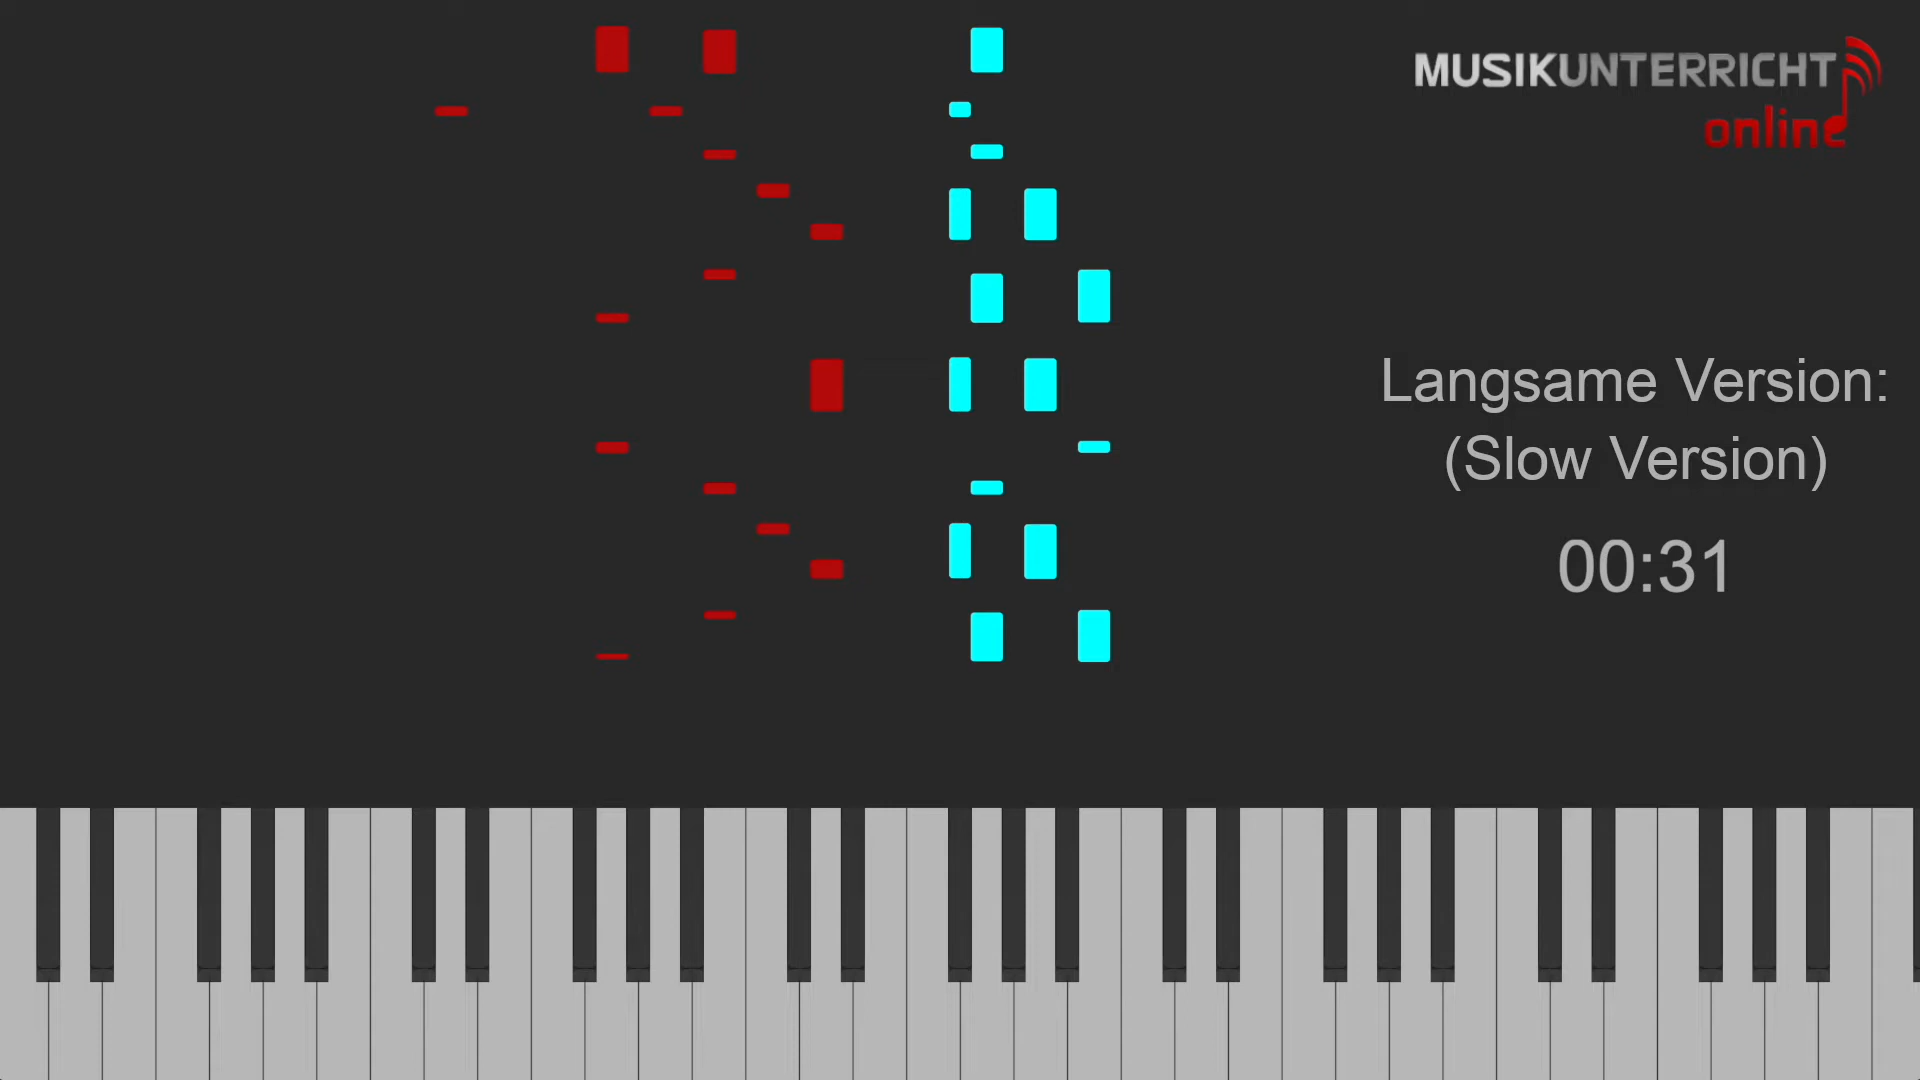 MUSIKUNTERRICHT
online
Langsame Version:
(Slow Version)
00:31